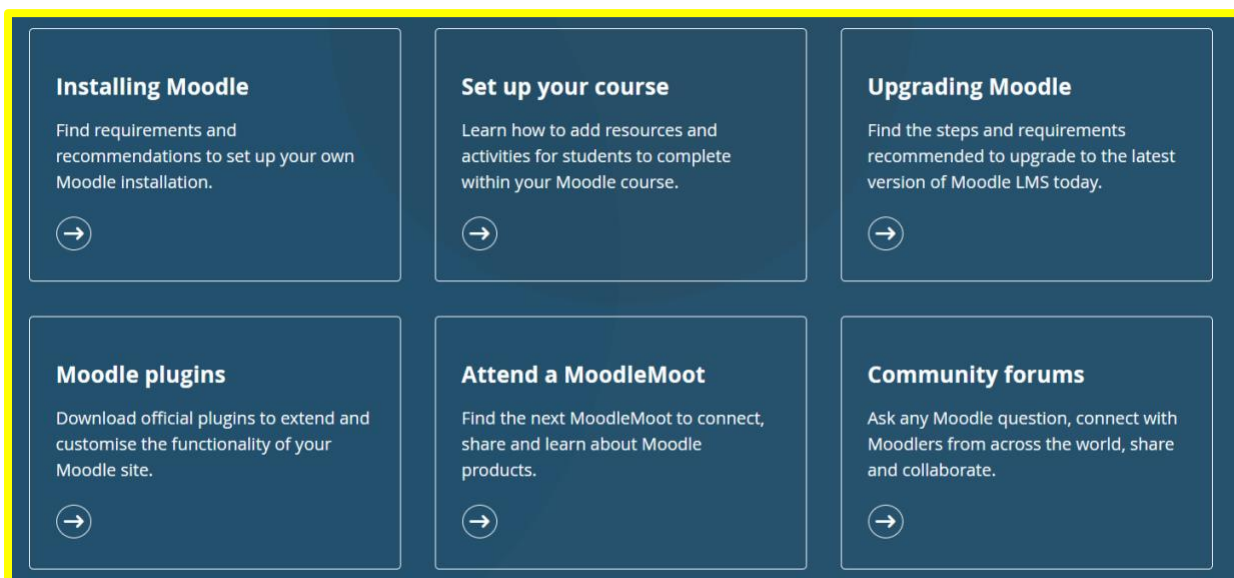 Installing Moodle
Find requirements and
recommendations to set up your own
Moodle installation.
Set up your course
Learn how to add resources and
activities for students to complete
within your Moodle course.
Upgrading Moodle
Find the steps and requirements
recommended to upgrade to the latest
version of Moodle LMS today.
Moodle plugins
Download official plugins to extend and
customise the functionality of your
Moodle site.
Attend a MoodleMoot
Find the next MoodleMoot to connect,
share and learn about Moodle
products.
Community forums
Ask any Moodle question, connect with
Moodlers from across the world, share
and collaborate.